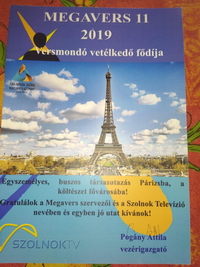 MEGAVERS 11
2019
Versmondó vetélkedő fődíja
Egyszemélyes, buszos társasutazás Párizsba, a
költészet fővárosába!
Gratulálok a Megavers szervezői és a Szolnok Televízió
nevében és egyben jó utat kívánok!
Pogány Attila
vezérigazgató
SZOLNOKTV